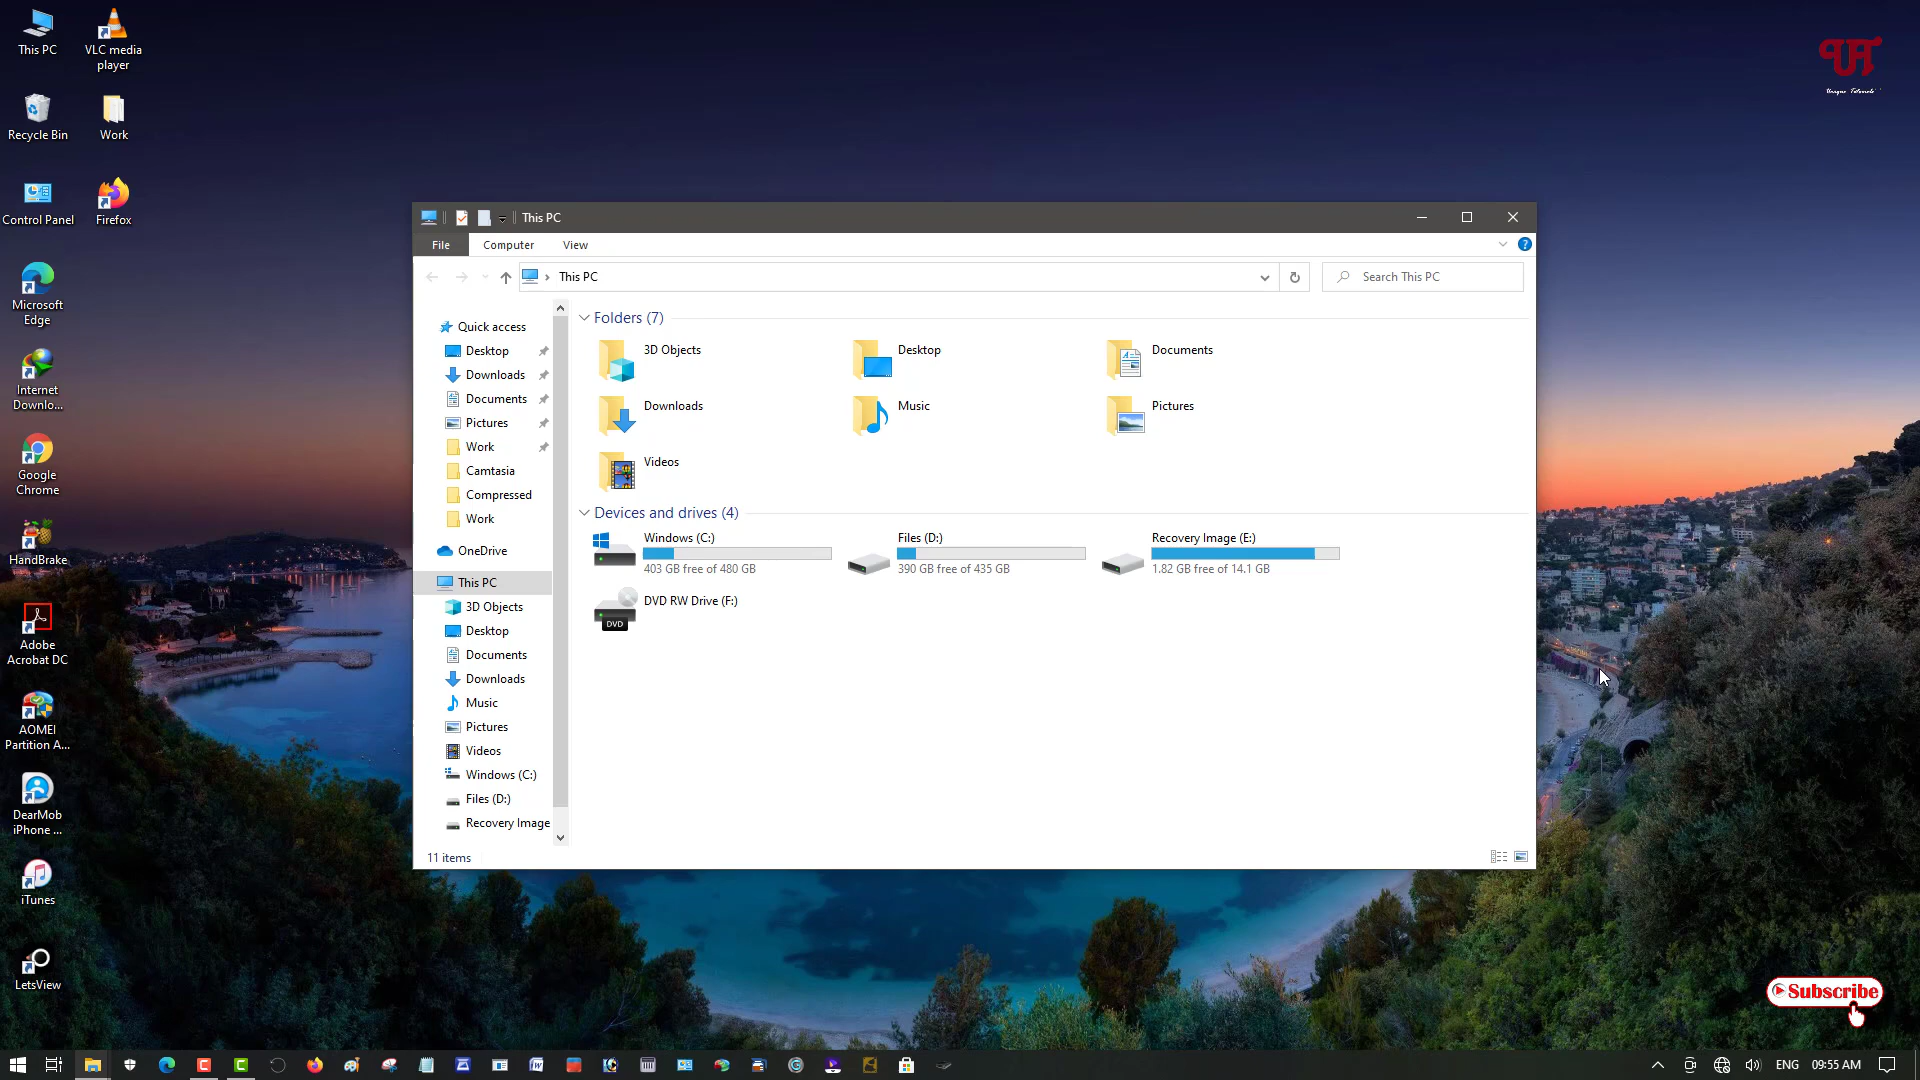 This PC
VLC media
player
UT
Unique Tutorials
Recycle Bin
Work
Control Panel
Firefox
Microsoft
Edge
Internet
Downlo...
Google
Chrome
HandBrake
Adobe
Acrobat DC
AOMEI
Partition A...
DearMob
iPhone ...
iTunes
LetsView
This PC
File
Computer
View
?
This PC
Search This PC
Quick access
Desktop
Downloads
Documents
Pictures
Work
Camtasia
Compressed
Work
OneDrive
This PC
3D Objects
Desktop
Documents
Downloads
Music
Pictures
Videos
Windows (C:)
Files (D:)
Recovery Image
Folders (7)
3D Objects
Desktop
Documents
Downloads
Music
Pictures
Videos
Devices and drives (4)
Windows (C:)
403 GB free of 480 GB
Files (D:)
390 GB free of 435 GB
Recovery Image (E:)
1.82 GB free of 14.1 GB
DVD RW Drive (F:)
DVD
11 items
Subscribe
ENG
09:55 AM